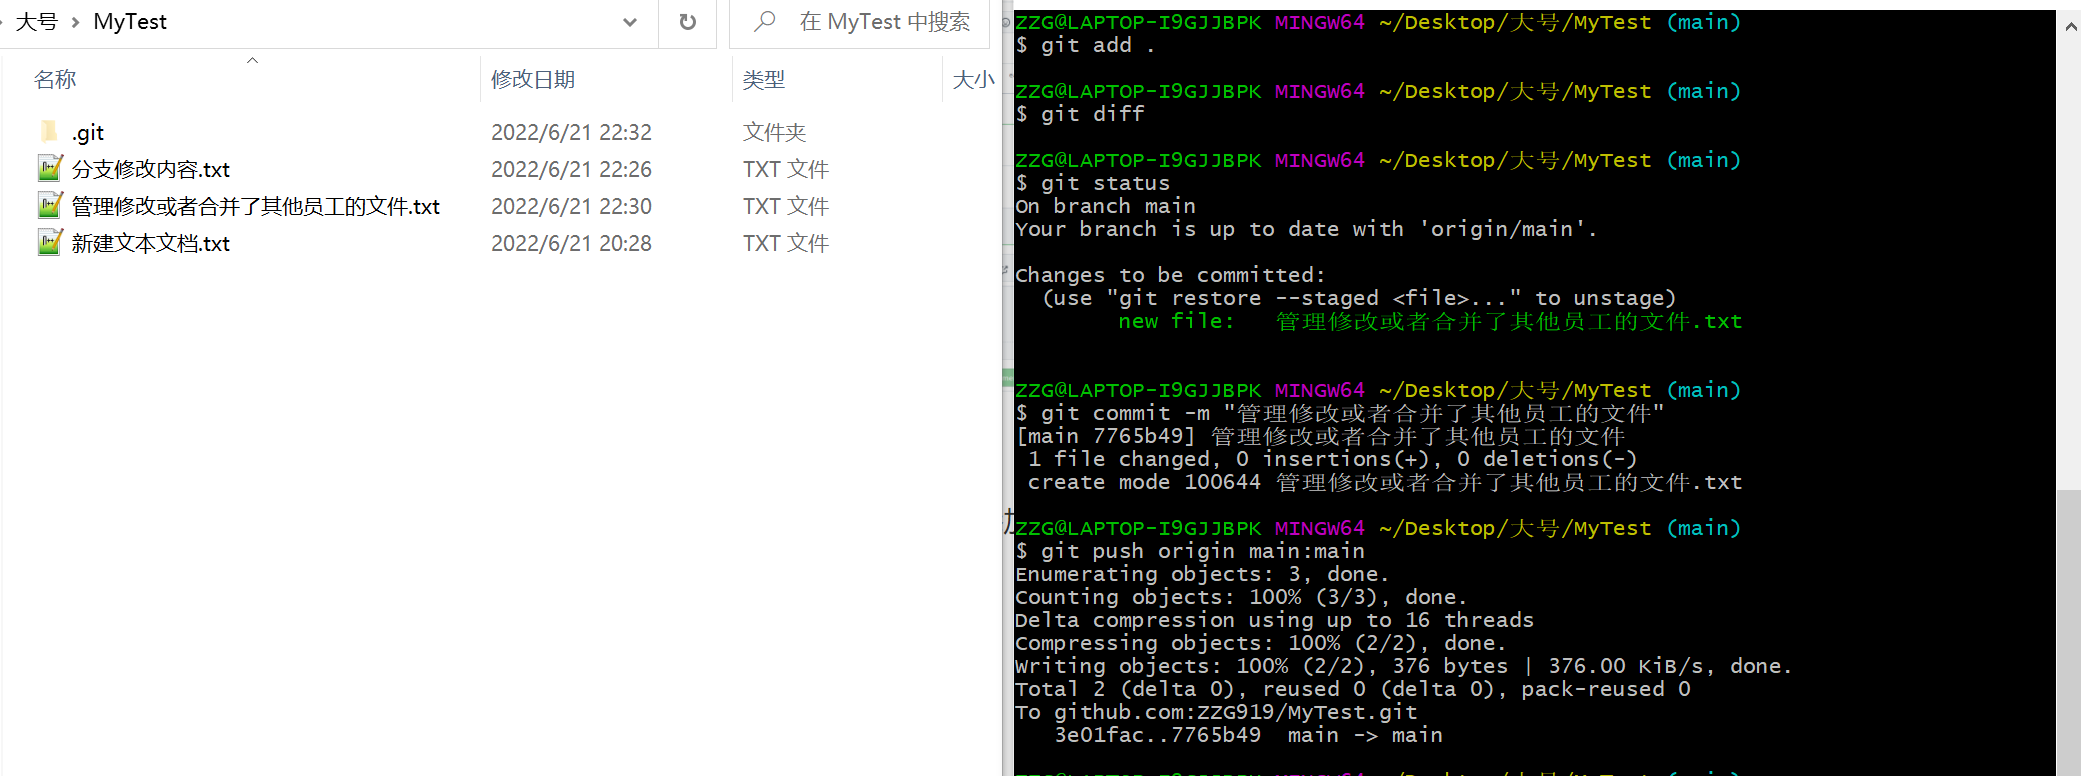 大号 › MyTest
在 MyTest 中搜索
名称 修改日期 类型 大小
.git 2022/6/21 22:32 文件夹
分支修改内容.txt 2022/6/21 22:26 TXT 文件
管理修改或者合并了其他员工的文件.txt 2022/6/21 22:30 TXT 文件
新建文本文档.txt 2022/6/21 20:28 TXT 文件
ZZG@LAPTOP-I9GJJBPK MINGW64 ~/Desktop/大号/MyTest (main)
$ git add .
ZZG@LAPTOP-I9GJJBPK MINGW64 ~/Desktop/大号/MyTest (main)
$ git diff
ZZG@LAPTOP-I9GJJBPK MINGW64 ~/Desktop/大号/MyTest (main)
$ git status
On branch main
Your branch is up to date with 'origin/main'.
Changes to be committed:
(use "git restore --staged <file>..." to unstage)
new file: 管理修改或者合并了其他员工的文件.txt
ZZG@LAPTOP-I9GJJBPK MINGW64 ~/Desktop/大号/MyTest (main)
$ git commit -m "管理修改或者合并了其他员工的文件"
[main 7765b49] 管理修改或者合并了其他员工的文件
1 file changed, 0 insertions(+), 0 deletions(-)
create mode 100644 管理修改或者合并了其他员工的文件.txt
ZZG@LAPTOP-I9GJJBPK MINGW64 ~/Desktop/大号/MyTest (main)
$ git push origin main:main
Enumerating objects: 3, done.
Counting objects: 100% (3/3), done.
Delta compression using up to 16 threads
Compressing objects: 100% (2/2), done.
Writing objects: 100% (2/2), 376 bytes | 376.00 KiB/s, done.
Total 2 (delta 0), reused 0 (delta 0), pack-reused 0
To github.com:ZZG919/MyTest.git
3e01fac..7765b49 main -> main